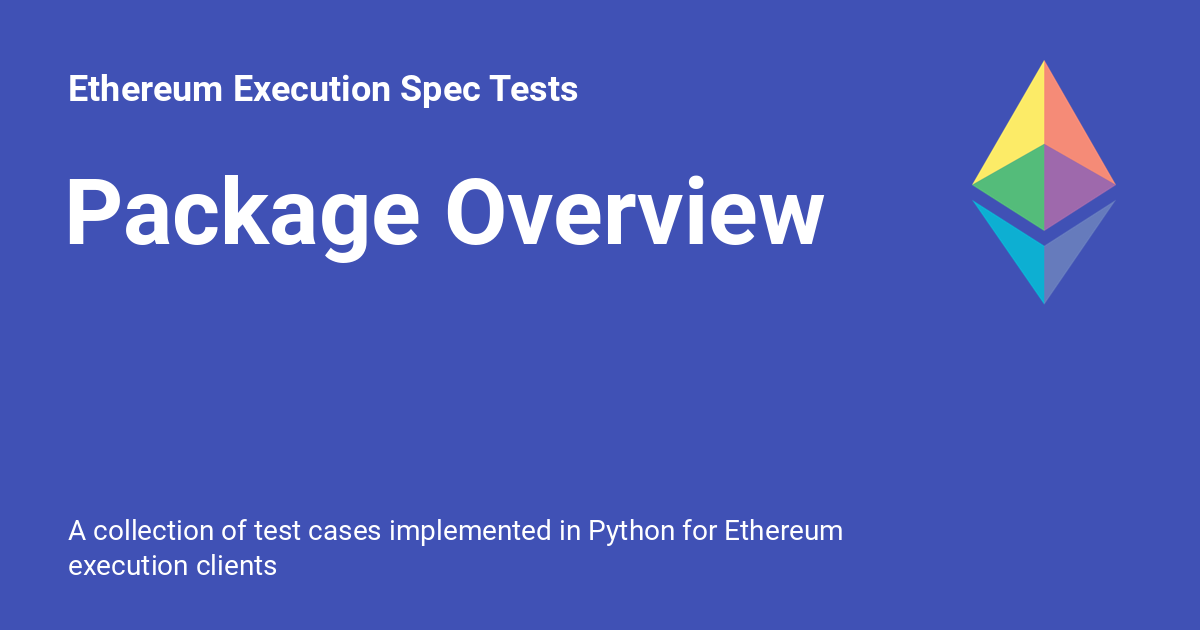 Ethereum Execution Spec Tests
Package Overview
A collection of test cases implemented in Python for Ethereum
execution clients